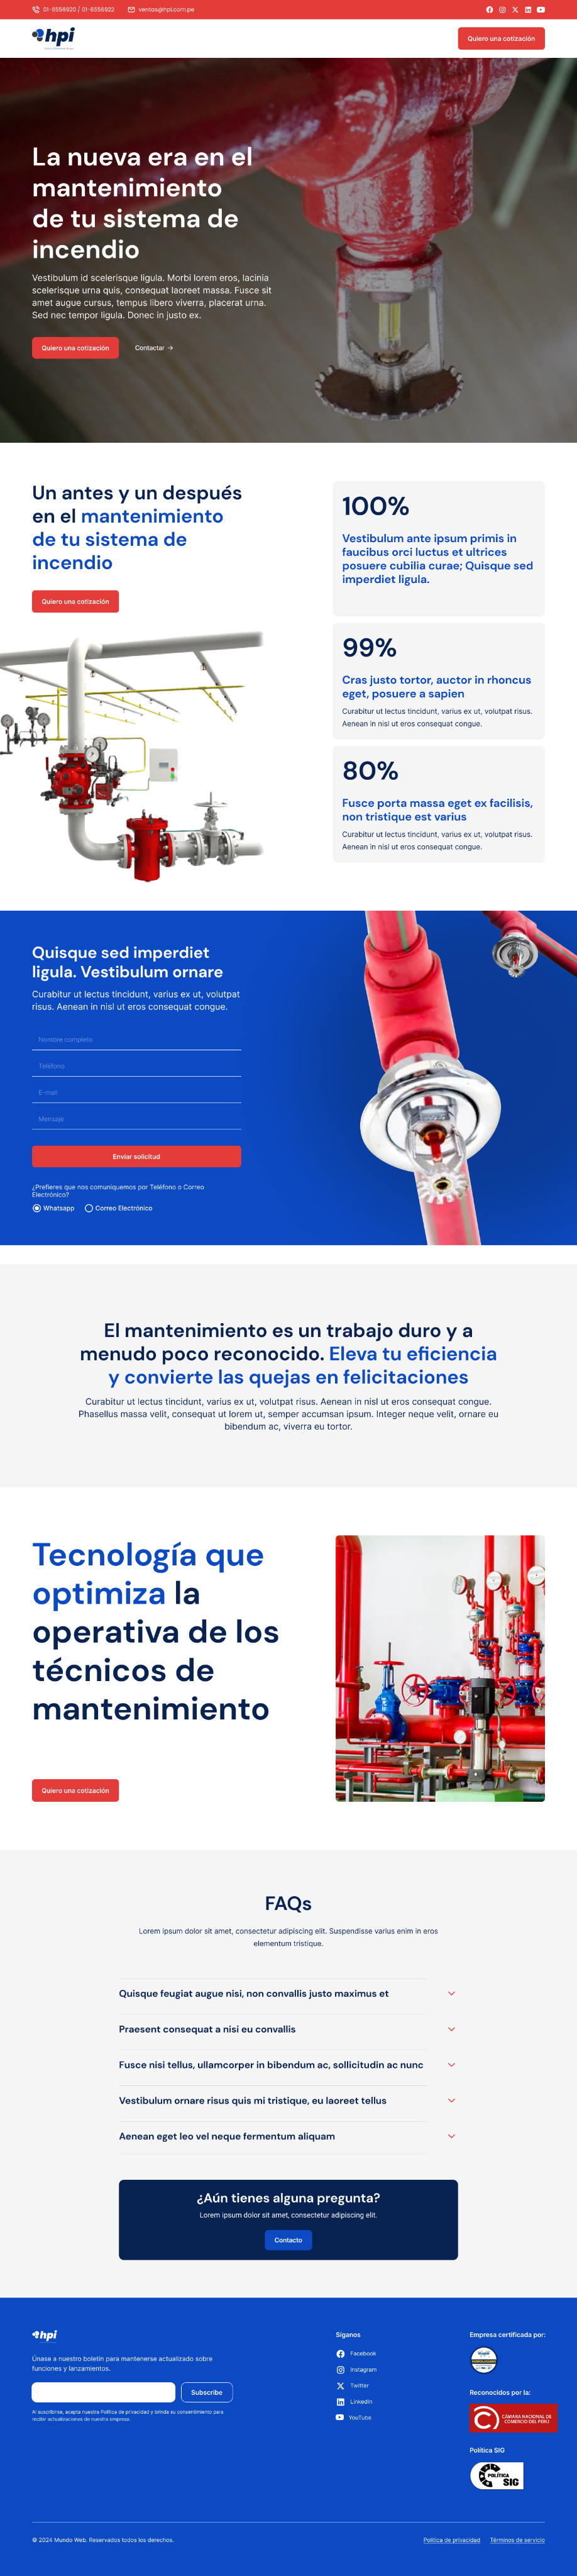 01-6556920 / 01-6556922
ventas@hpi.com.pe
hpi
Quiero una cotización
La nueva era en el
mantenimiento
de tu sistema de
incendio
Vestibulum id scelerisque ligula. Morbi lorem eros, lacinia
scelerisque urna quis, consequat laoreet massa. Fusce sit
amet augue cursus, tempus libero viverra, placerat urna.
Sed nec tempor ligula. Donec in justo ex.
Quiero una cotización
Contactar →
Un antes y un después
en el mantenimiento
de tu sistema de
incendio
Quiero una cotización
100%
Vestibulum ante ipsum primis in
faucibus orci luctus et ultrices
posuere cubilia curae; Quisque sed
imperdiet ligula.
99%
Cras justo tortor, auctor in rhoncus
eget, posuere a sapien
Curabitur ut lectus tincidunt, varius ex ut, volutpat risus.
Aenean in nisl ut eros consequat congue.
80%
Fusce porta massa eget ex facilisis,
non tristique est varius
Curabitur ut lectus tincidunt, varius ex ut, volutpat risus.
Aenean in nisl ut eros consequat congue.
Quisque sed imperdiet
ligula. Vestibulum ornare
Curabitur ut lectus tincidunt, varius ex ut, volutpat
risus. Aenean in nisl ut eros consequat congue.
Nombre completo
Teléfono
E-mail
Mensaje
Enviar solicitud
¿Prefieres que nos comuniquemos por Teléfono o Correo
Electrónico?
Whatsapp
Correo Electrónico
El mantenimiento es un trabajo duro y a
menudo poco reconocido. Eleva tu eficiencia
y convierte las quejas en felicitaciones
Curabitur ut lectus tincidunt, varius ex ut, volutpat risus. Aenean in nisl ut eros consequat congue.
Phasellus massa velit, consequat ut lorem ut, semper accumsan ipsum. Integer neque velit, ornare eu
bibendum ac, viverra eu tortor.
Tecnología que
optimiza la
operativa de los
técnicos de
mantenimiento
Quiero una cotización
FAQs
Lorem ipsum dolor sit amet, consectetur adipiscing elit. Suspendisse varius enim in eros
elementum tristique.
Quisque feugiat augue nisi, non convallis justo maximus et
Praesent consequat a nisi eu convallis
Fusce nisi tellus, ullamcorper in bibendum ac, sollicitudin ac nunc
Vestibulum ornare risus quis mi tristique, eu laoreet tellus
Aenean eget leo vel neque fermentum aliquam
¿Aún tienes alguna pregunta?
Lorem ipsum dolor sit amet, consectetur adipiscing elit.
Contacto
hpi
Únase a nuestro boletín para mantenerse actualizado sobre
funciones y lanzamientos.
Subscribe
Al suscribirse, acepta nuestra Política de privacidad y brinda su consentimiento para
recibir actualizaciones de nuestra empresa.
Síganos
Facebook
Instagram
Twitter
LinkedIn
YouTube
Empresa certificada por:
Reconocidos por la:
CÁMARA NACIONAL DE
COMERCIO DEL PERÚ
Política SIG
POLÍTICA
SIG
© 2024 Mundo Web. Reservados todos los derechos.
Política de privacidad
Términos de servicio